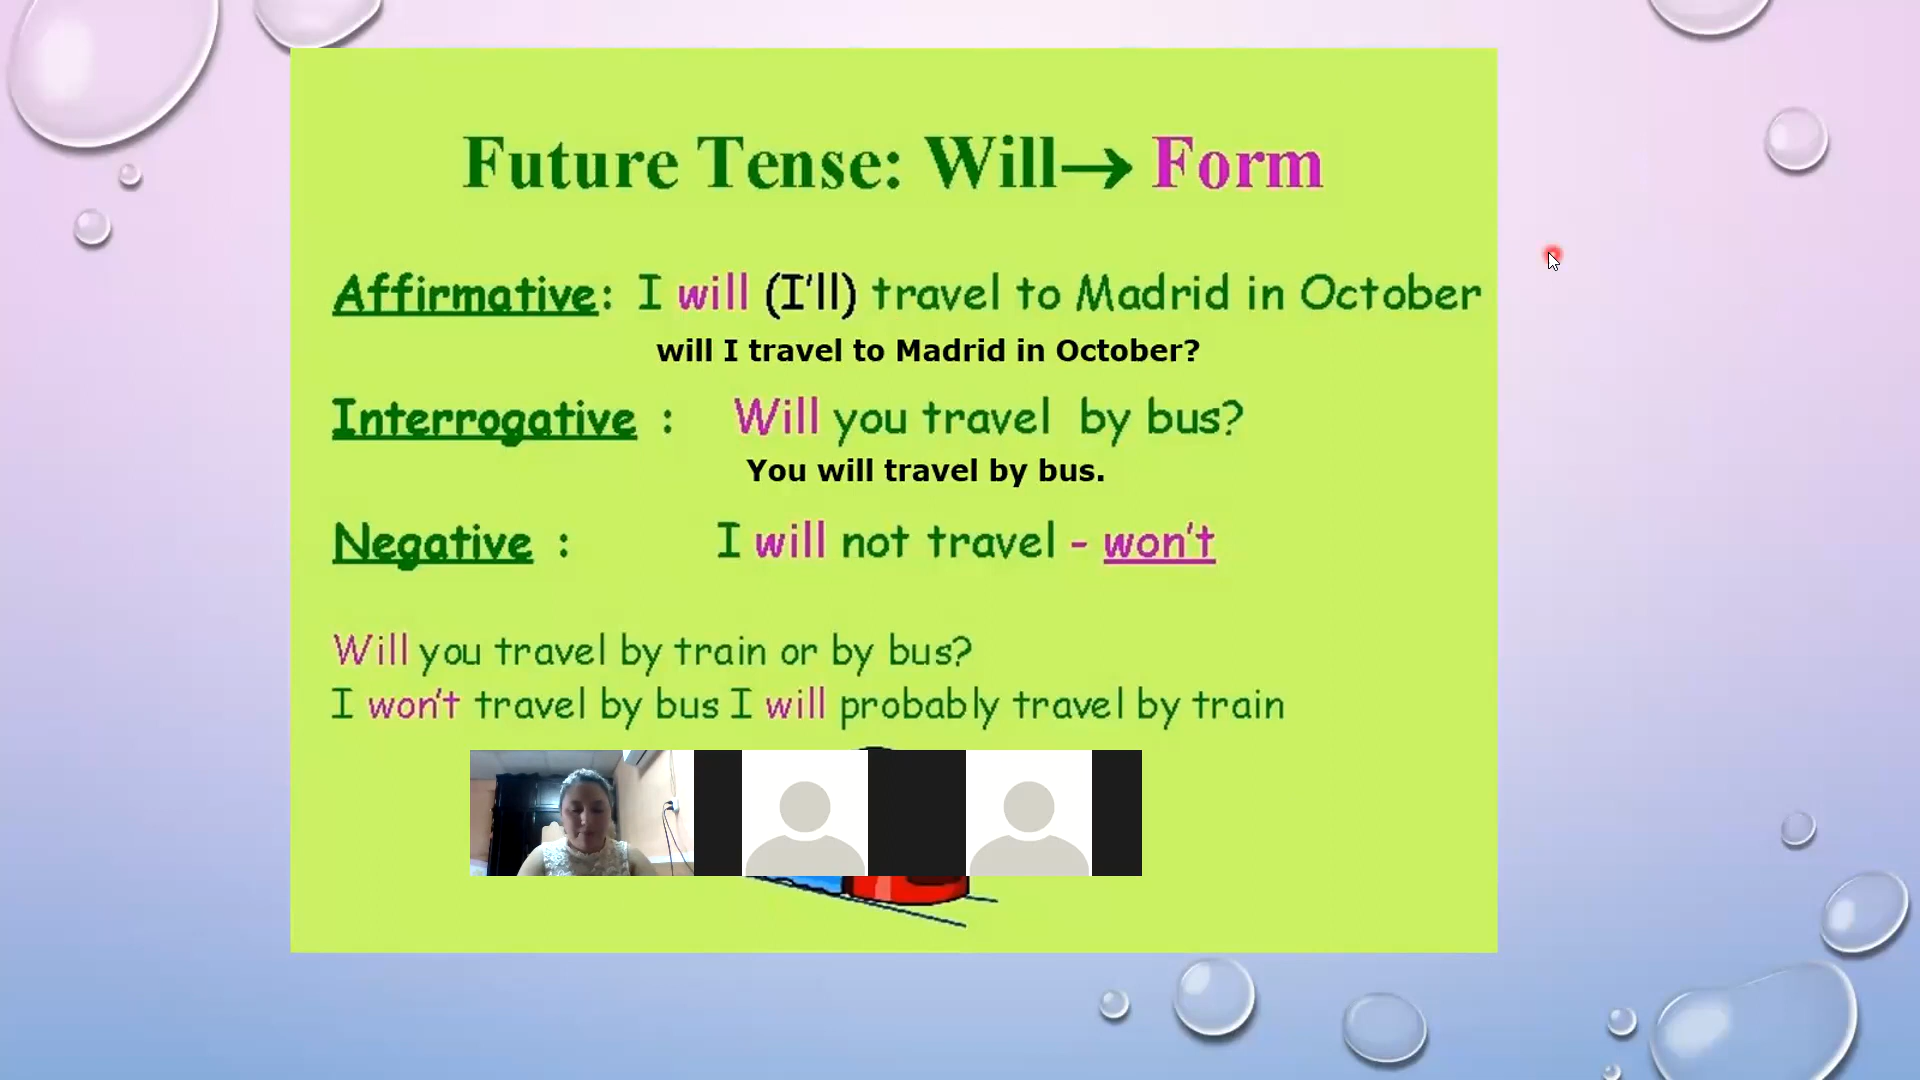 Future Tense: Will→ Form
Affirmative: I will (I'll) travel to Madrid in October
will I travel to Madrid in October?
Interrogative : Will you travel by bus?
You will travel by bus.
Negative : I will not travel - won't
Will you travel by train or by bus?
I won't travel by bus I will probably travel by train